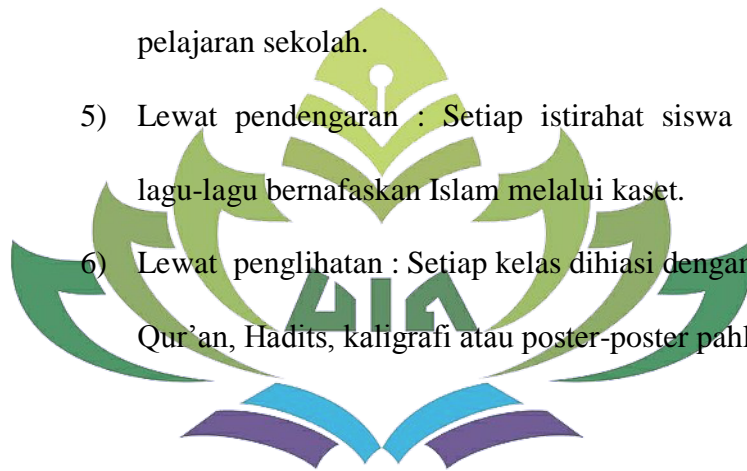 pelajaran sekolah.
5) Lewat pendengaran : Setiap istirahat siswa
lagu-lagu bernafaskan Islam melalui kaset.
6) Lewat penglihatan : Setiap kelas dihiasi dengan
UIN
Qur’an, Hadits, kaligrafi atau poster-poster